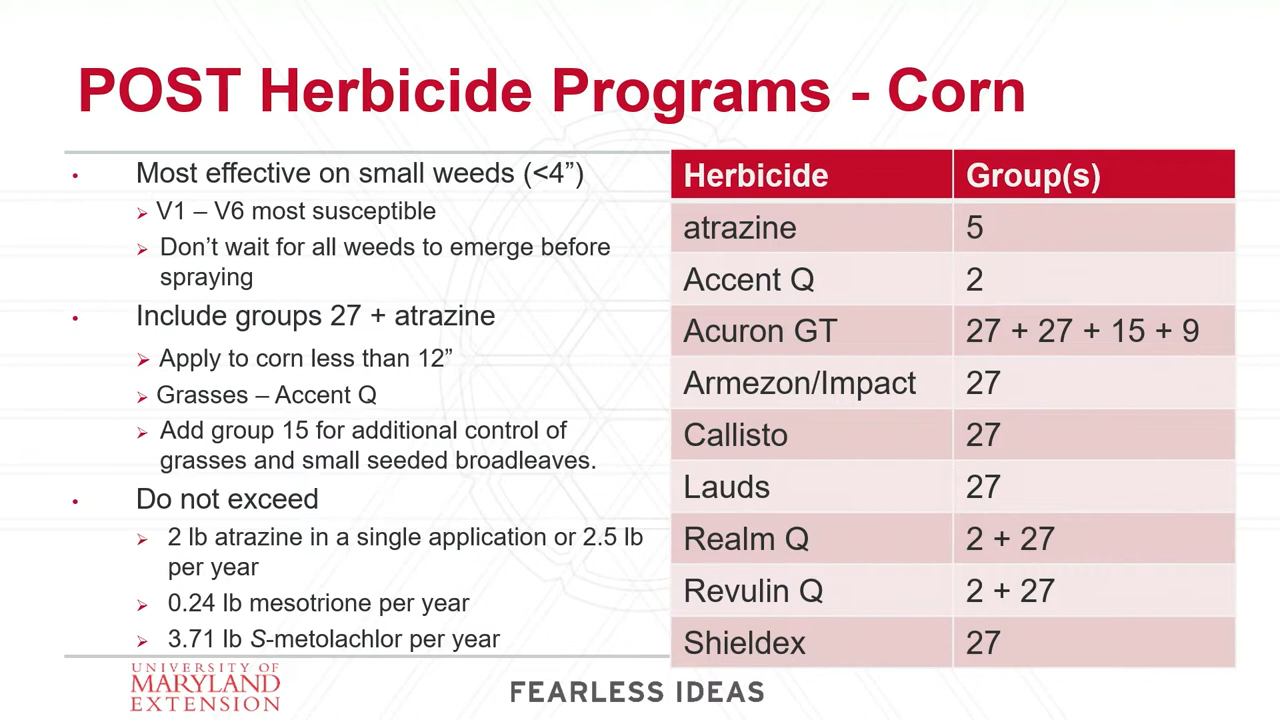 POST Herbicide Programs - Corn
• Most effective on small weeds (<4”)
➢ V1 – V6 most susceptible
➢ Don’t wait for all weeds to emerge before
spraying
• Include groups 27 + atrazine
➢ Apply to corn less than 12”
➢ Grasses – Accent Q
➢ Add group 15 for additional control of
grasses and small seeded broadleaves.
• Do not exceed
➢ 2 lb atrazine in a single application or 2.5 lb
per year
➢ 0.24 lb mesotrione per year
➢ 3.71 lb S-metolachlor per year
Herbicide Group(s)
atrazine 5
Accent Q 2
Acuron GT 27 + 27 + 15 + 9
Armezon/Impact 27
Callisto 27
Lauds 27
Realm Q 2 + 27
Revulin Q 2 + 27
Shieldex 27
UNIVERSITY OF
MARYLAND
EXTENSION
FEARLESS IDEAS